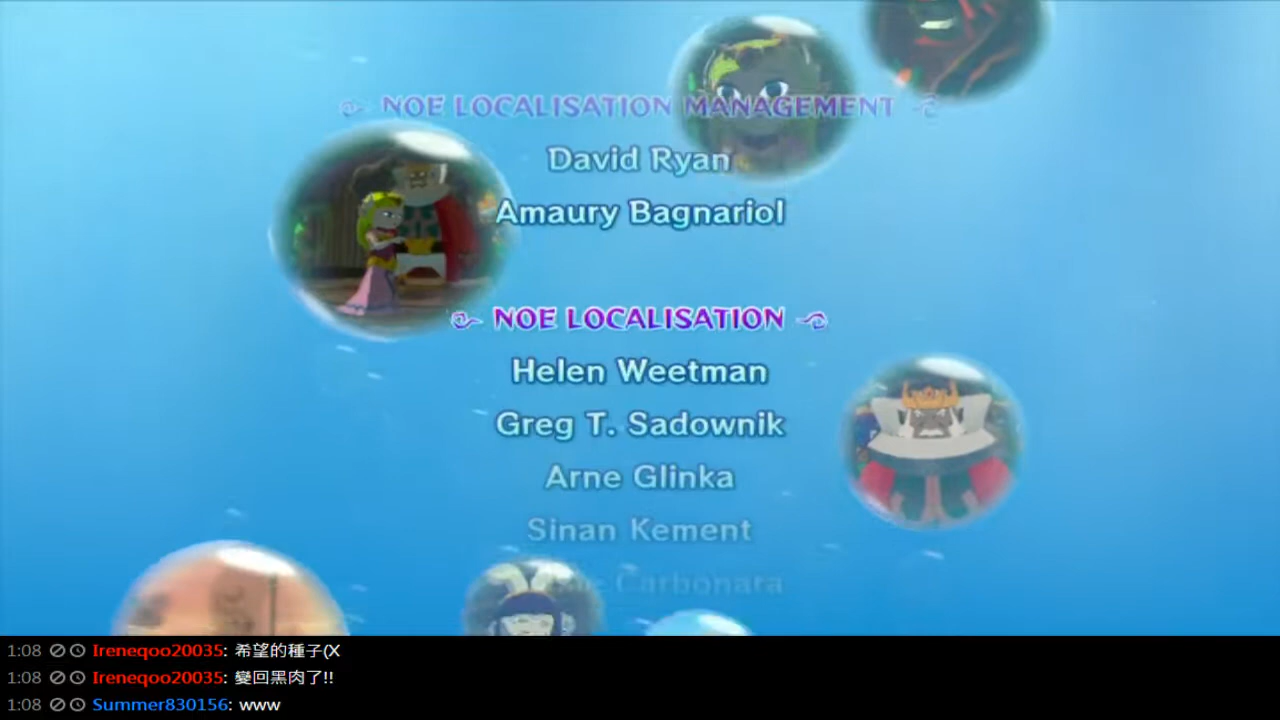 NOE LOCALISATION MANAGEMENT
David Ryan
Amaury Bagnariol
NOE LOCALISATION
Helen Weetman
Greg T. Sadownik
Arne Glinka
Sinan Kement
Carbonara
1:08 Ireneqoo20035: 希望的種子(X
1:08 Ireneqoo20035: 變回黑肉了!!
1:08 Summer830156: www